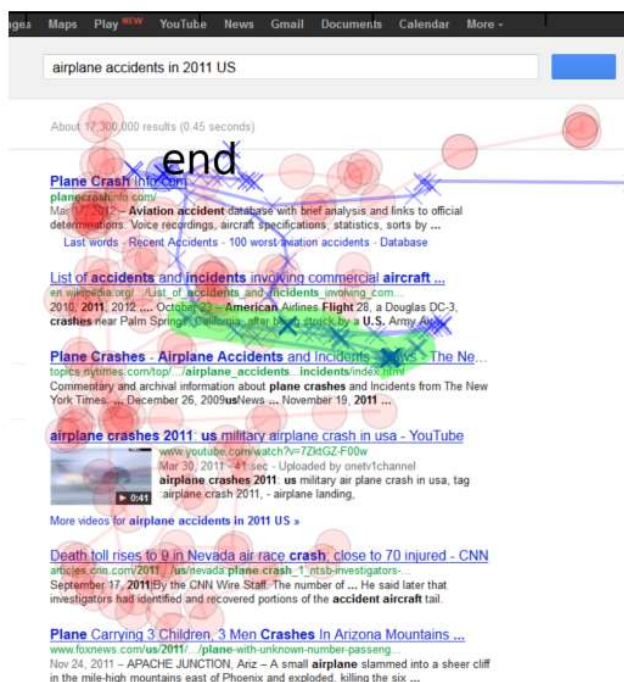 Maps Play NEW YouTube News Gmail Documents Calendar More
airplane accidents in 2011 US
About 17,300,000 results (0.45 seconds)
end
Plane Crash Info.com
planecrashinfo.com/
Mar 17, 2012 – Aviation accident database with brief analysis and links to official
determinations. Voice recordings, aircraft specifications, statistics, sorts by ...
Last words - Recent Accidents - 100 worst aviation accidents - Database
List of accidents and incidents involving commercial aircraft ...
en.wikipedia.org/.../List_of_accidents_and_incidents_involving_com...
2010, 2011, 2012 .... October 23 – American Airlines Flight 28, a Douglas DC-3,
crashes near Palm Springs, California, after being struck by a U.S. Army Air
Plane Crashes - Airplane Accidents and Incidents - News - The Ne...
topics.nytimes.com/top/.../airplane_accidents...incidents/index.html
Commentary and archival information about plane crashes and Incidents from The New
York Times. ... December 26, 2009usNews ... November 19, 2011 ...
airplane crashes 2011: us military airplane crash in usa - YouTube
www.youtube.com/watch?v=7ZktGZ-F00w
Mar 30, 2011 - 41 sec - Uploaded by onetv1channel
airplane crashes 2011: us military air plane crash in usa, tag
:airplane crash 2011, - airplane landing,
0:41
More videos for airplane accidents in 2011 US »
Death toll rises to 9 in Nevada air race crash; close to 70 injured - CNN
articles.cnn.com/2011.../us/nevada.plane.crash_1_ntsb-investigators-...
September 17, 2011|By the CNN Wire Staff. The number of ... He said later that
investigators had identified and recovered portions of the accident aircraft tail.
Plane Carrying 3 Children, 3 Men Crashes In Arizona Mountains ...
www.foxnews.com/us/2011/.../plane-with-unknown-number-passeng...
Nov 24, 2011 – APACHE JUNCTION, Ariz – A small airplane slammed into a sheer cliff
in the mile-high mountains east of Phoenix and exploded, killing the six ...